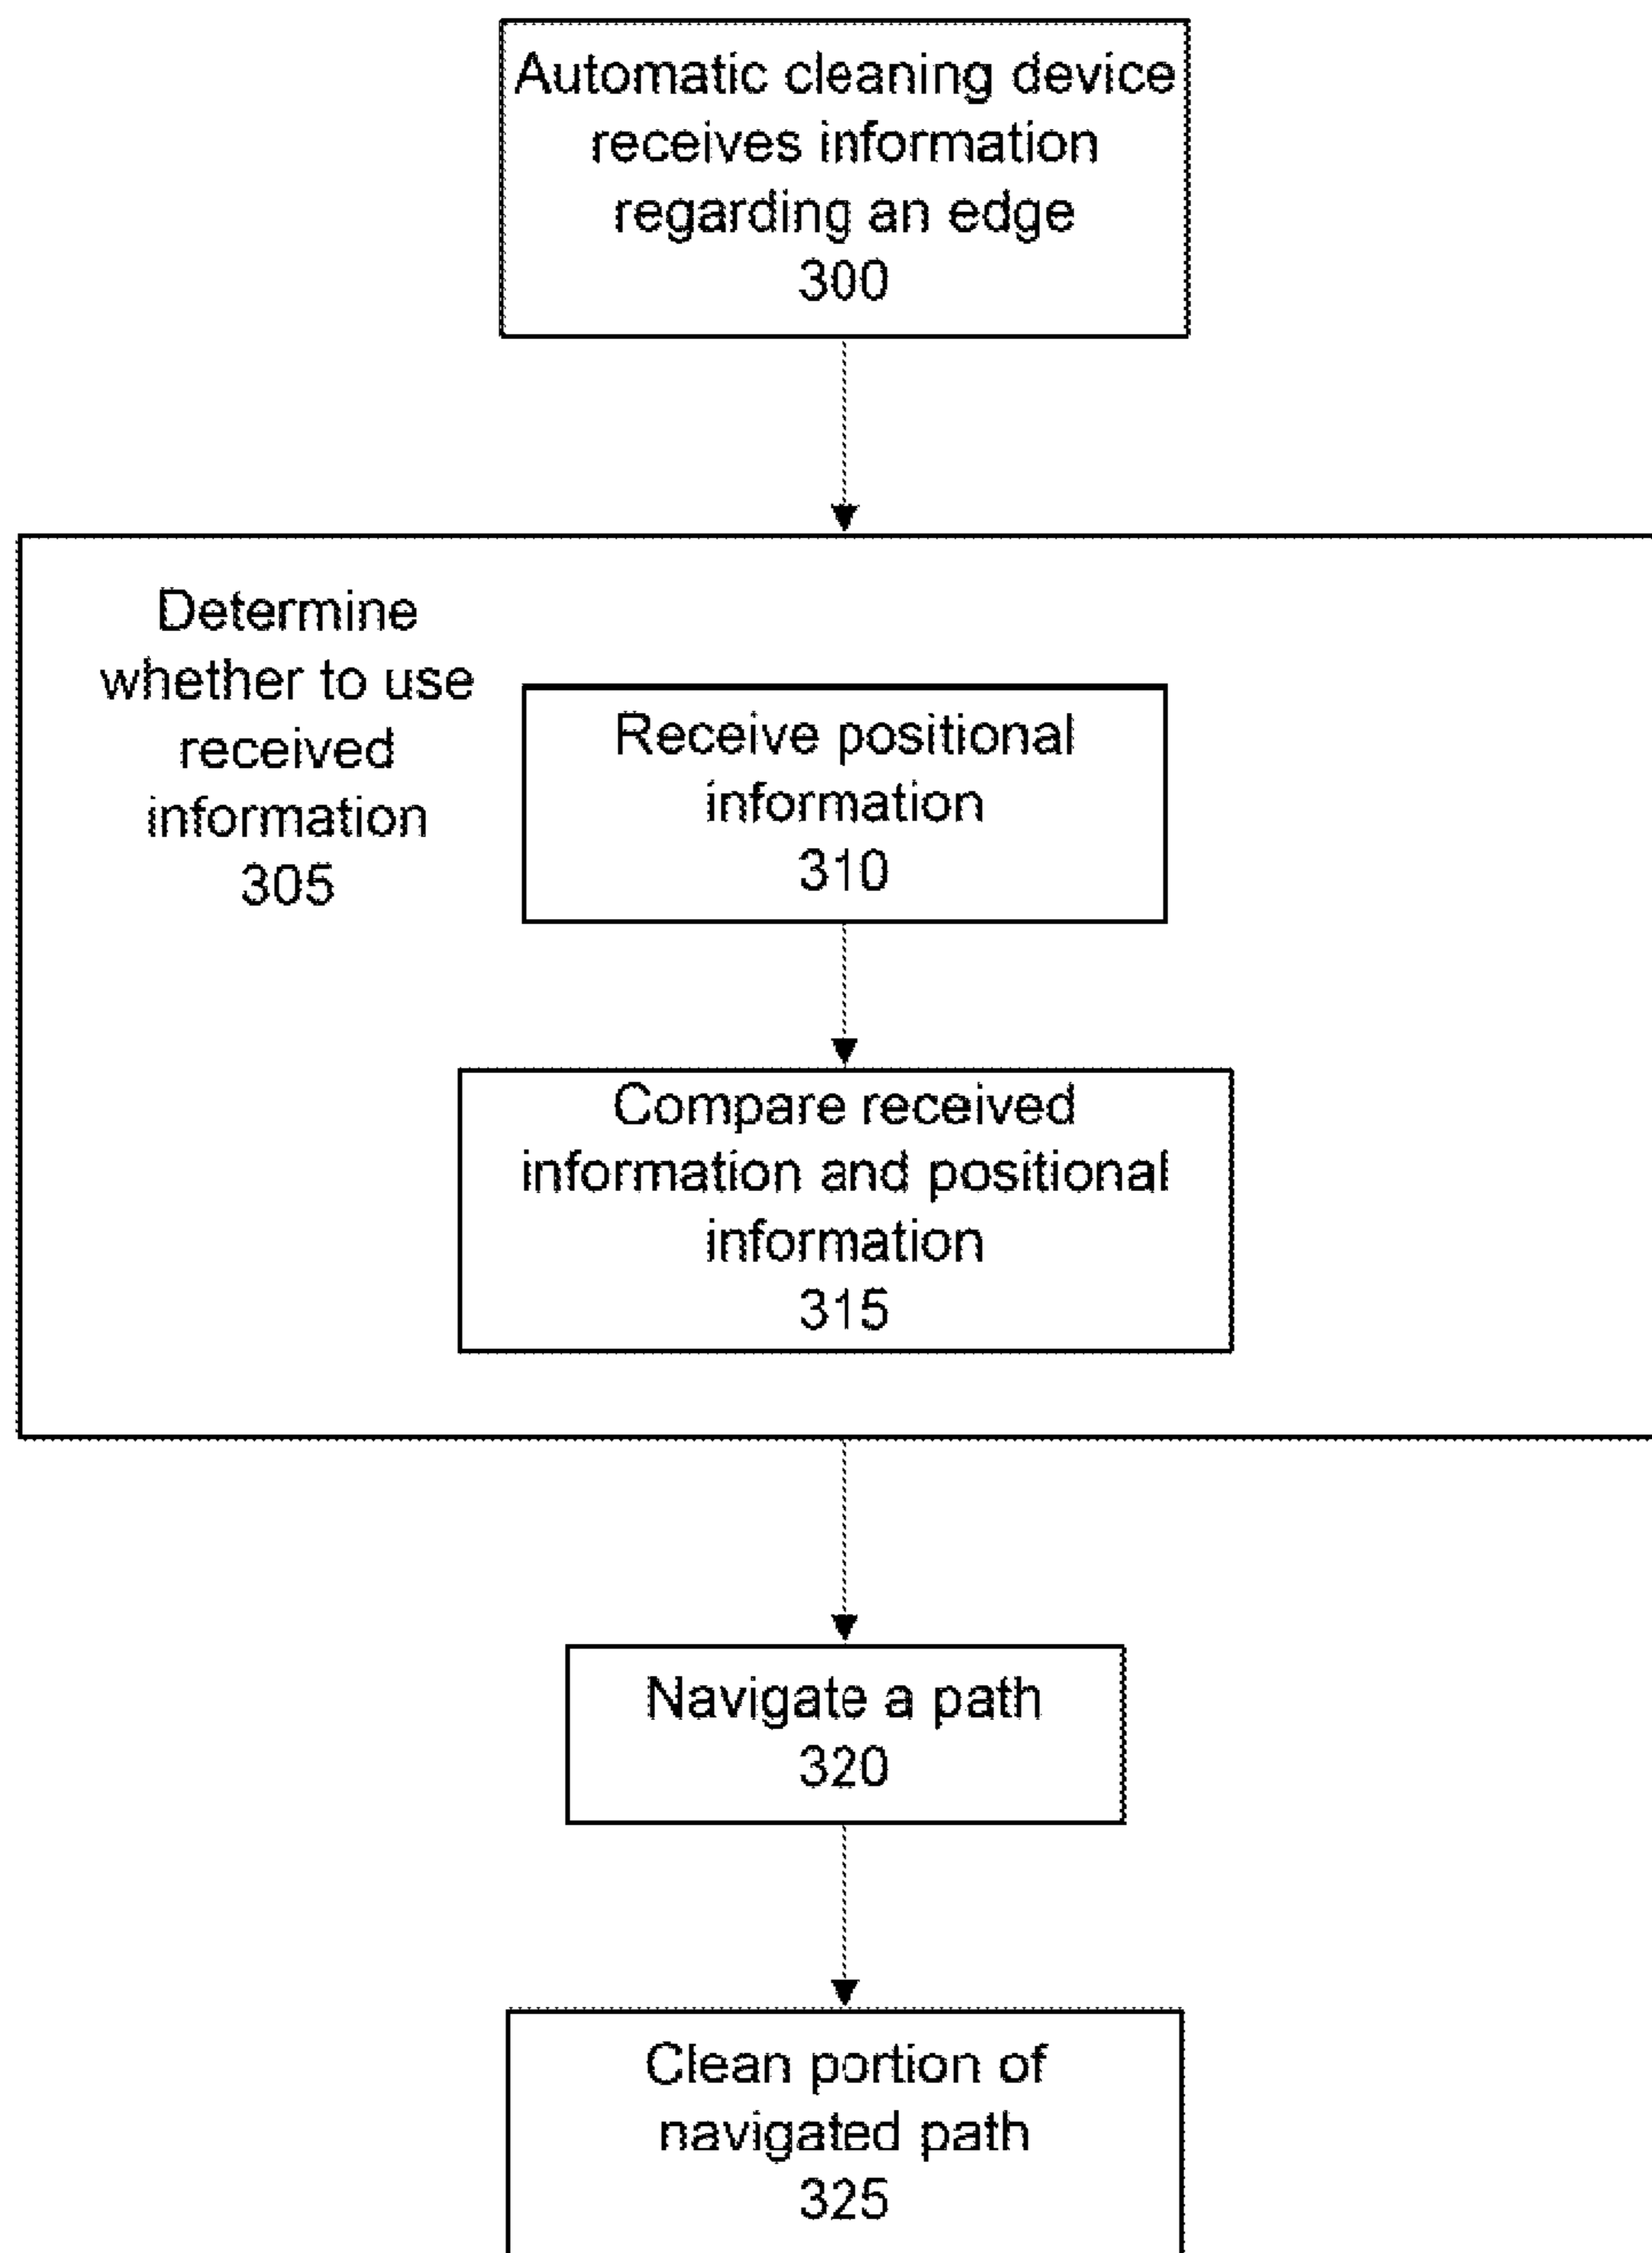 Automatic cleaning device
receives information
regarding an edge
300
Determine
whether to use
received
information
305
Receive positional
information
310
Compare received
information and positional
information
315
Navigate a path
320
Clean portion of
navigated path
325